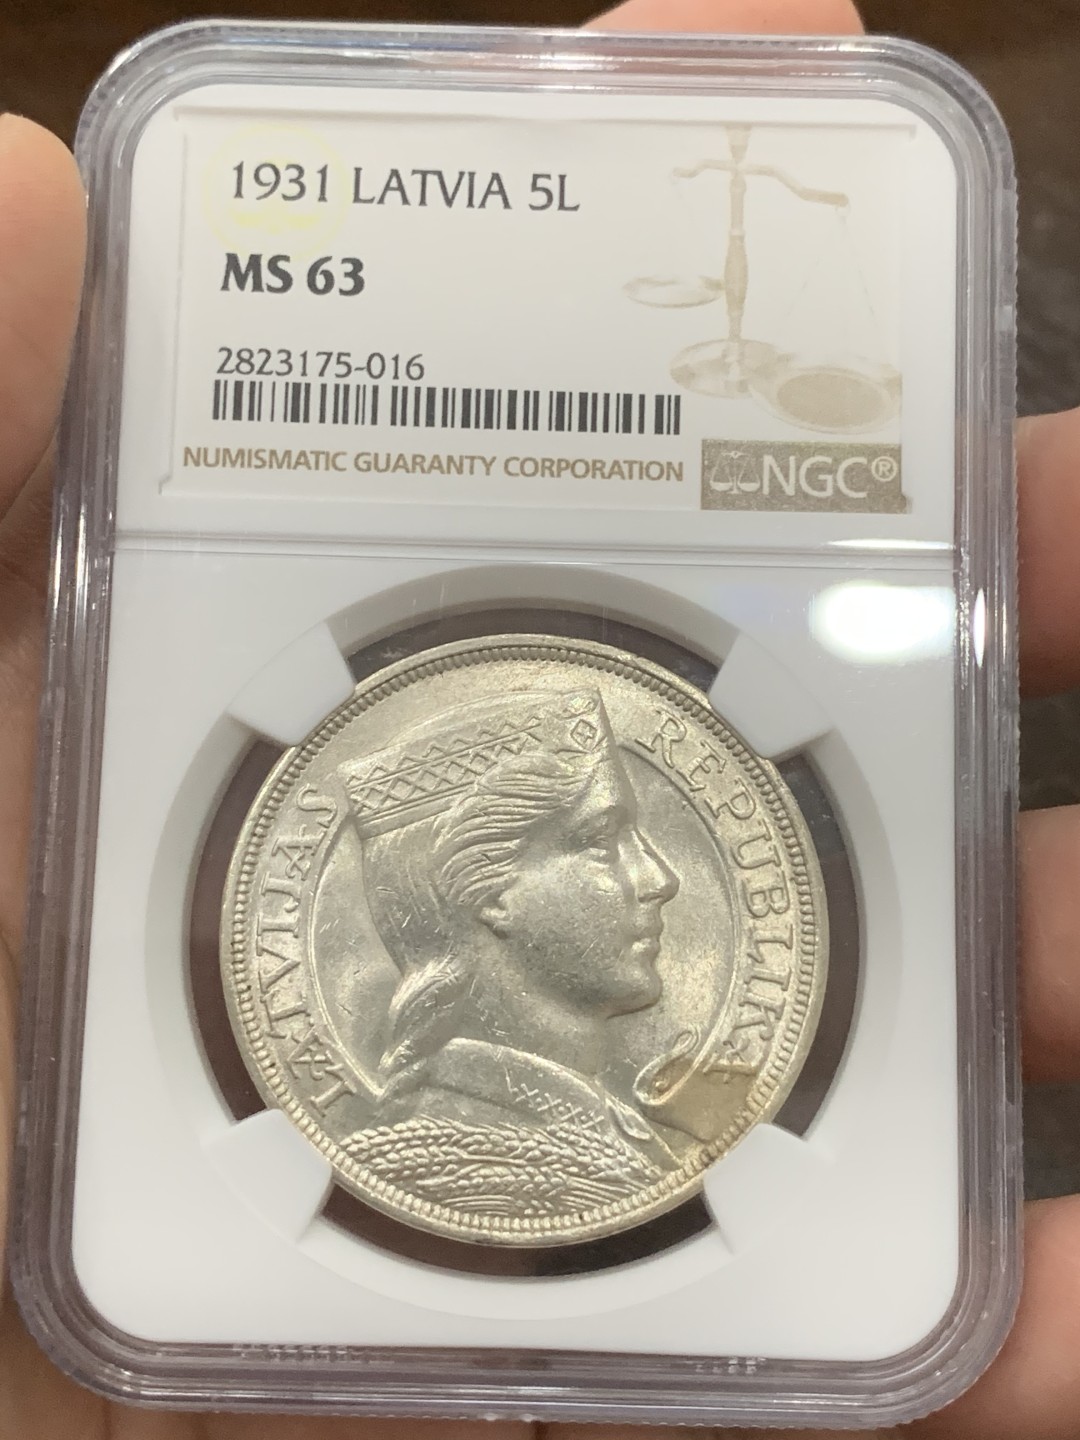 1931 LATVIA 5L
MS 63
2823175-016
NUMISMATIC GUARANTY CORPORATION
NGC®
LATVIJAS REPUBLIKA